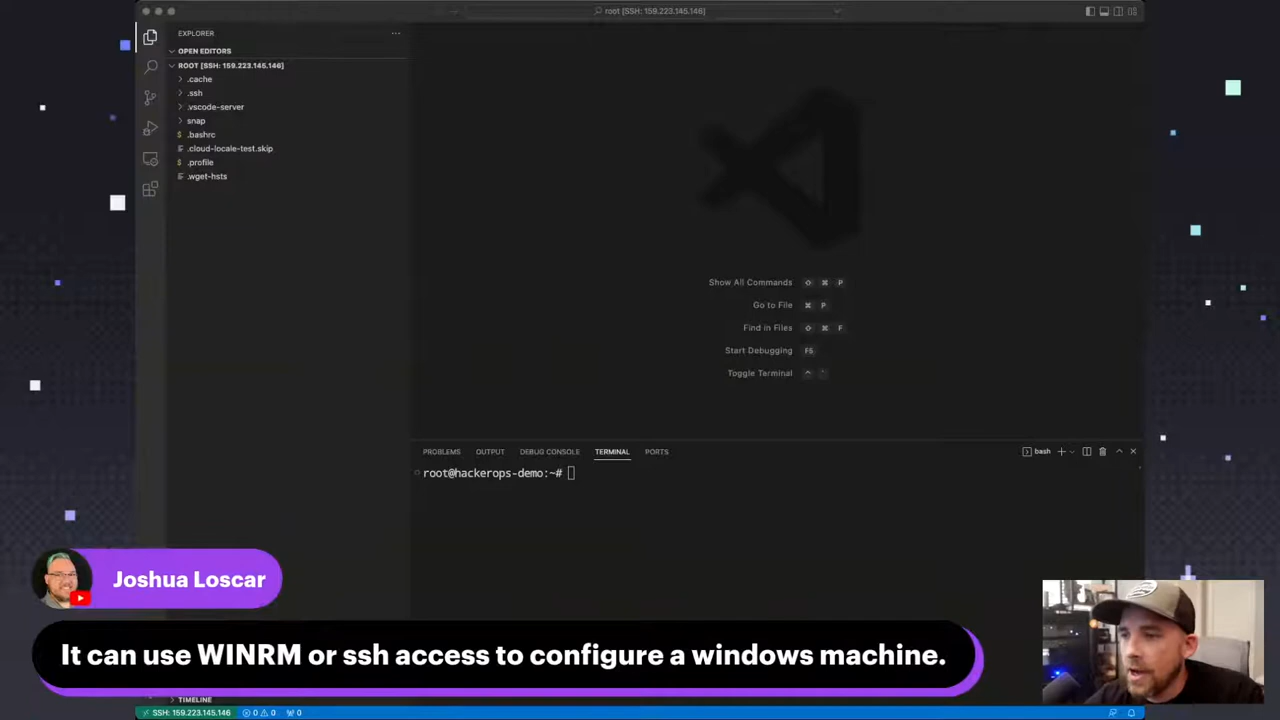 root [SSH: 159.223.145.146]
EXPLORER
OPEN EDITORS
ROOT [SSH: 159.223.145.146]
.cache
.ssh
.vscode-server
snap
.bashrc
.cloud-locale-test.skip
.profile
.wget-hsts
Show All Commands ⇧ ⌘ P
Go to File ⌘ P
Find in Files ⇧ ⌘ F
Start Debugging F5
Toggle Terminal ^ `
PROBLEMS OUTPUT DEBUG CONSOLE TERMINAL PORTS
bash
root@hackerops-demo:~#
Joshua Loscar
It can use WINRM or ssh access to configure a windows machine.
TIMELINE
SSH: 159.223.145.146 0 0 0